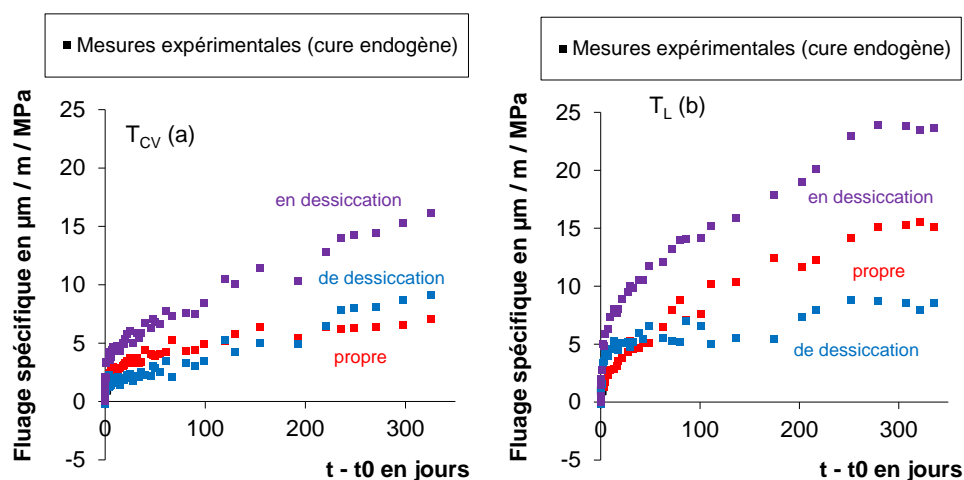 Mesures expérimentales (cure endogène)
Fluage spécifique en µm / m / MPa
25
20
15
10
5
0
-5
T_CV (a)
en dessiccation
de dessiccation
propre
0
100
200
300
t - t0 en jours
Mesures expérimentales (cure endogène)
Fluage spécifique en µm / m / MPa
25
20
15
10
5
0
-5
T_L (b)
en dessiccation
propre
de dessiccation
0
100
200
300
t - t0 en jours